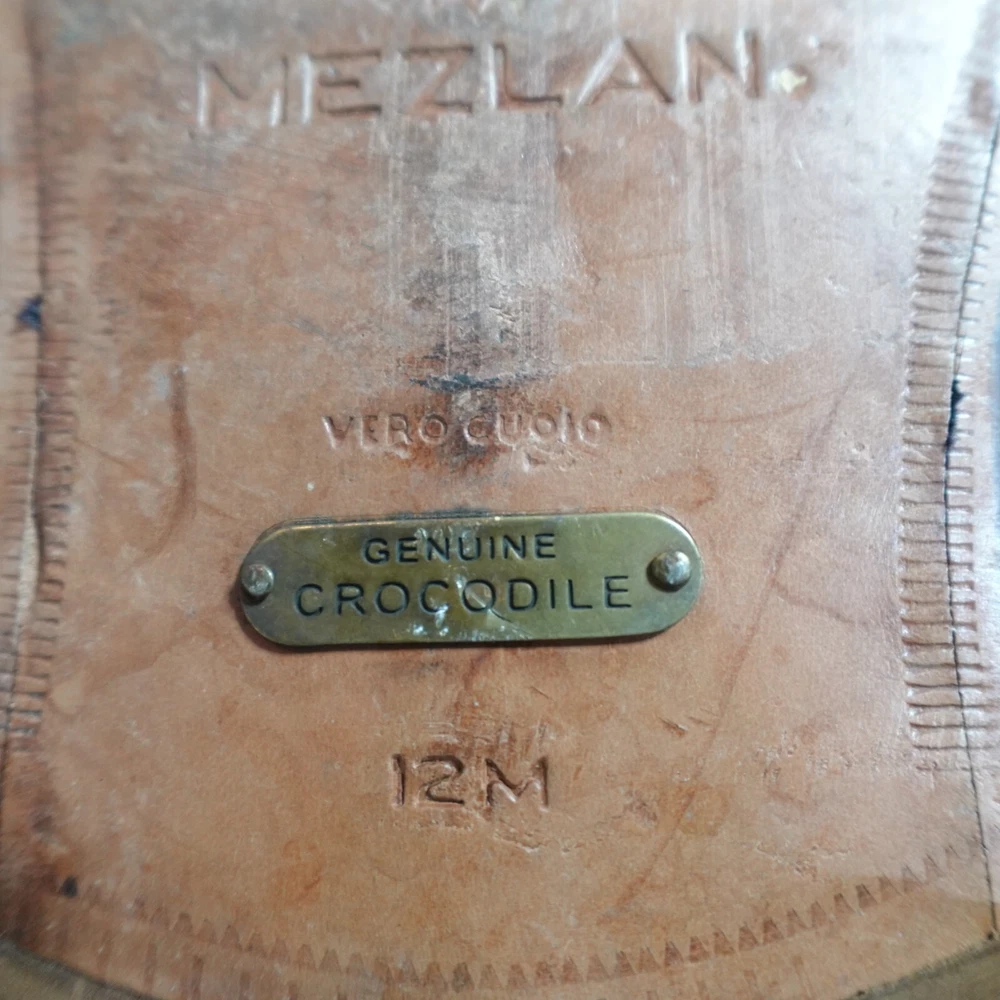 MEZLAN.
VERO CUOIO
GENUINE
CROCODILE
12M